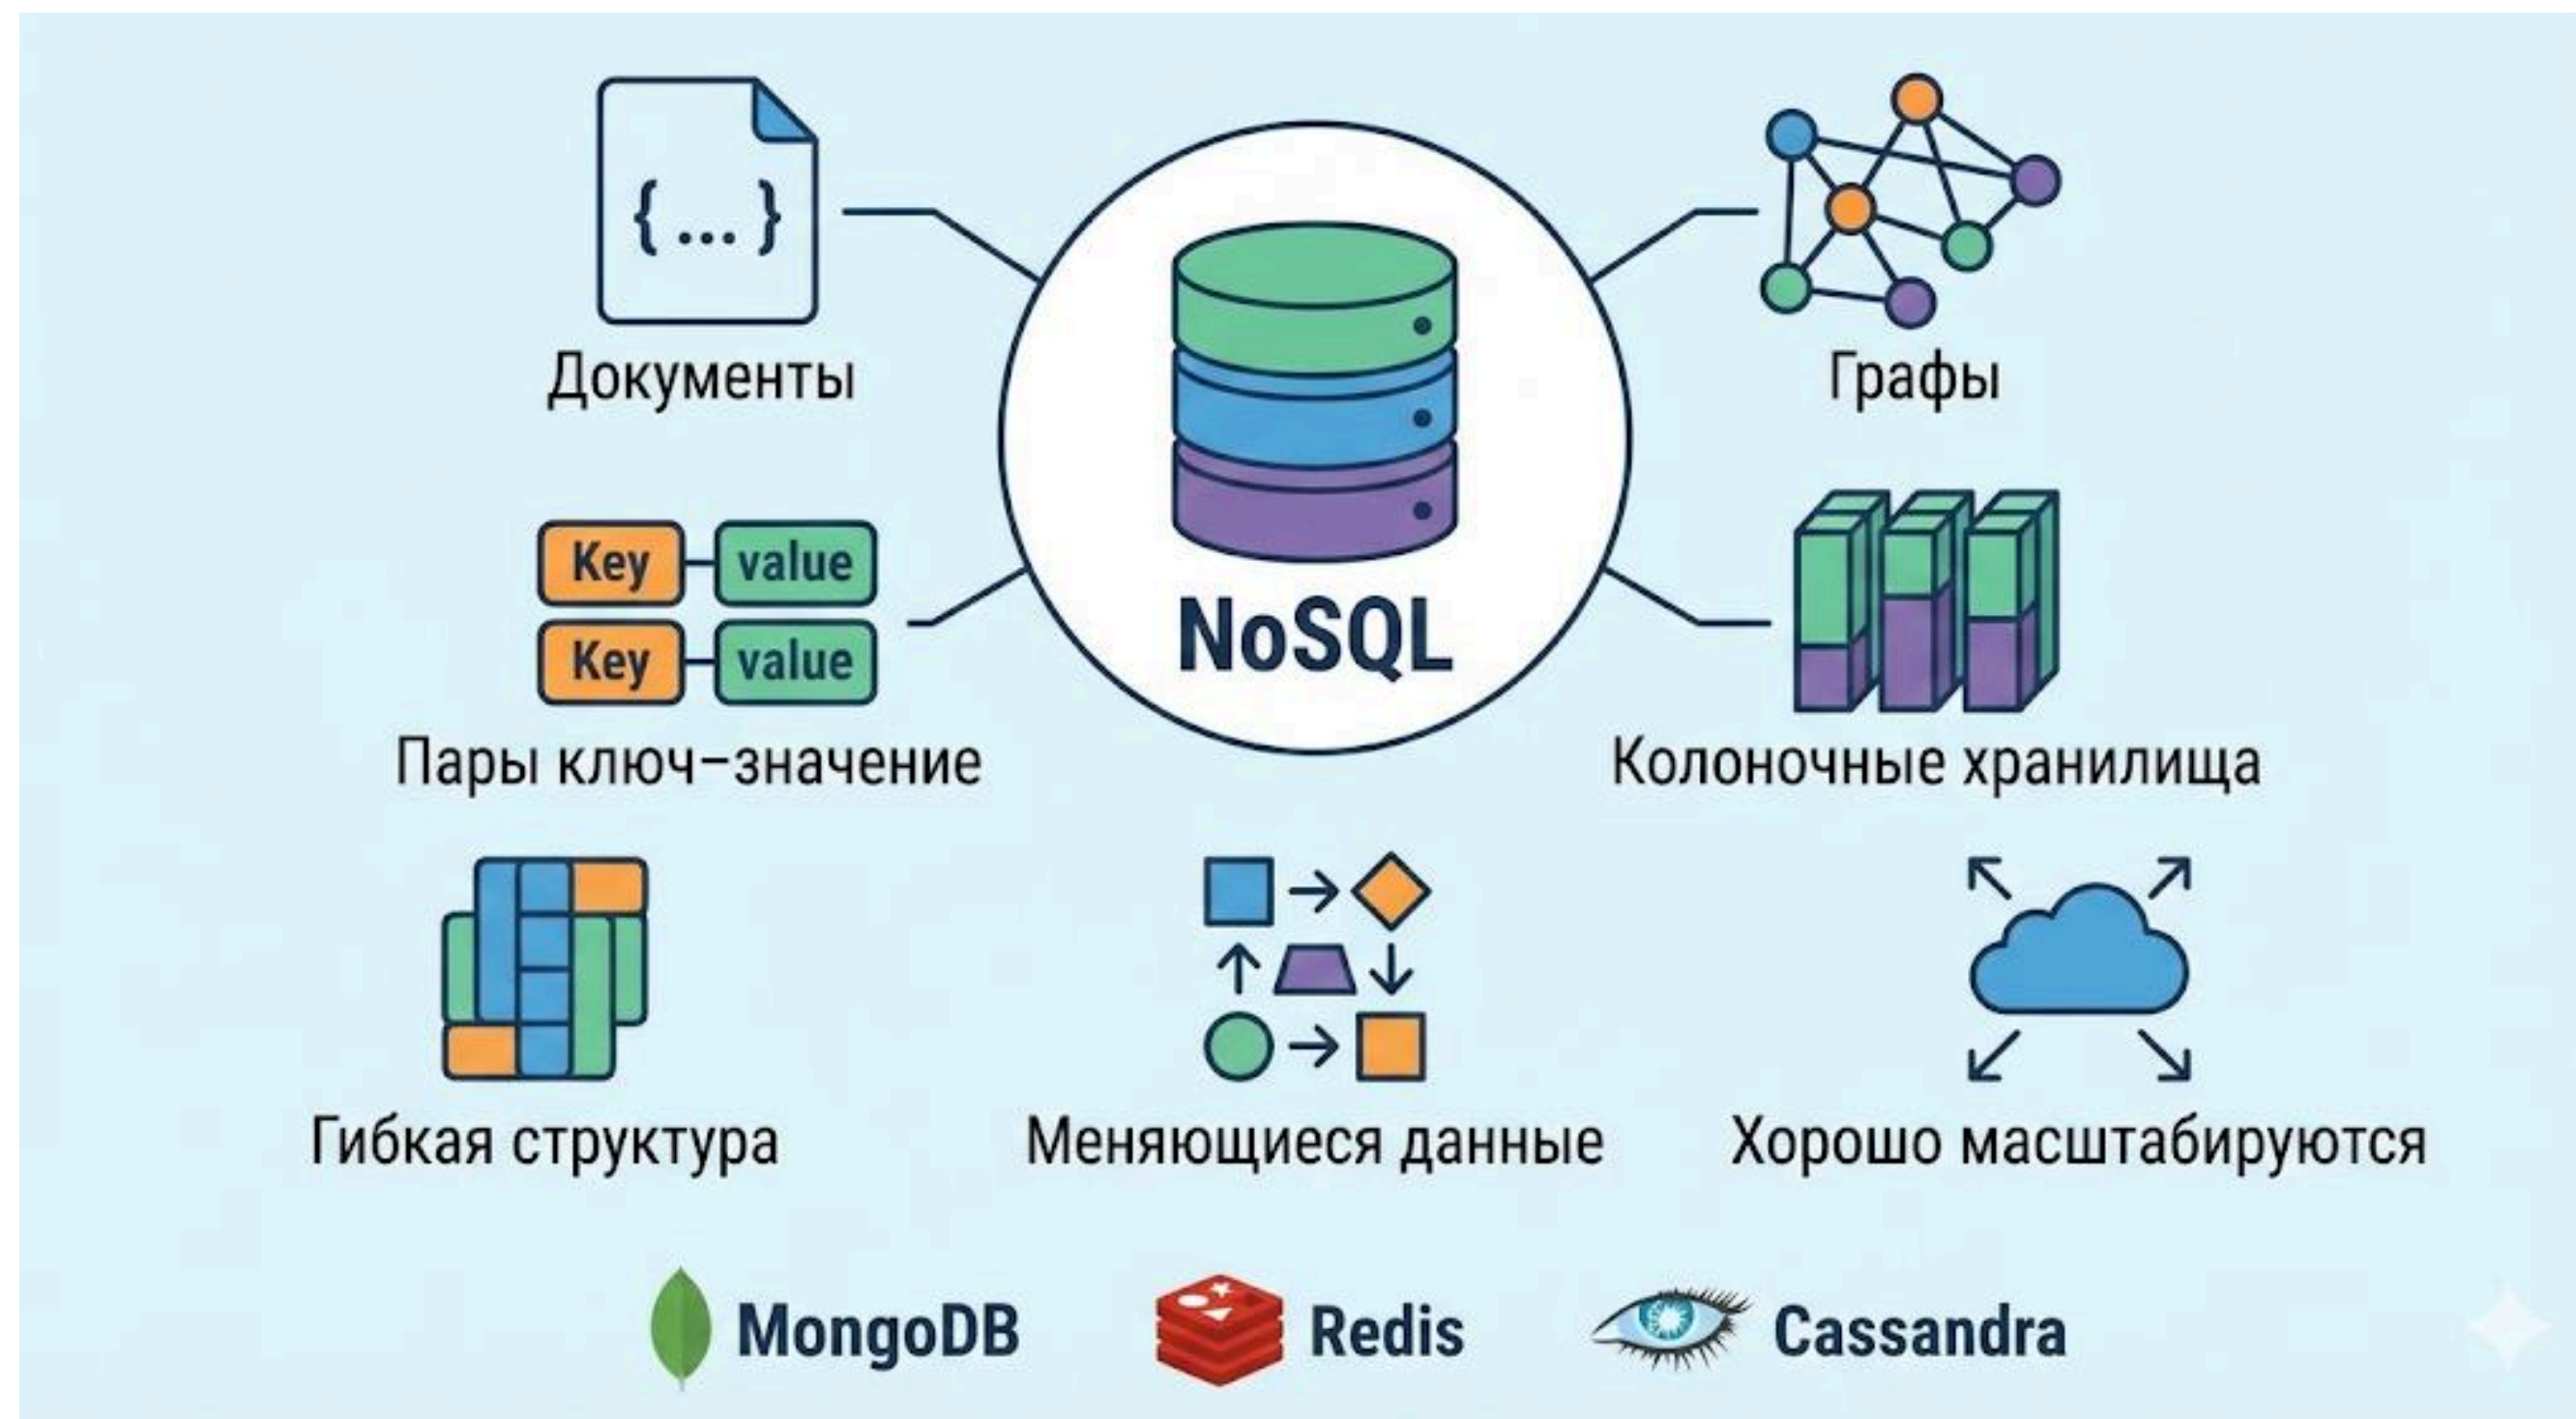 {...}
Документы
Графы
NoSQL
Key value
Key value
Пары ключ–значение
Колоночные хранилища
Гибкая структура
Меняющиеся данные
Хорошо масштабируются
MongoDB
Redis
Cassandra